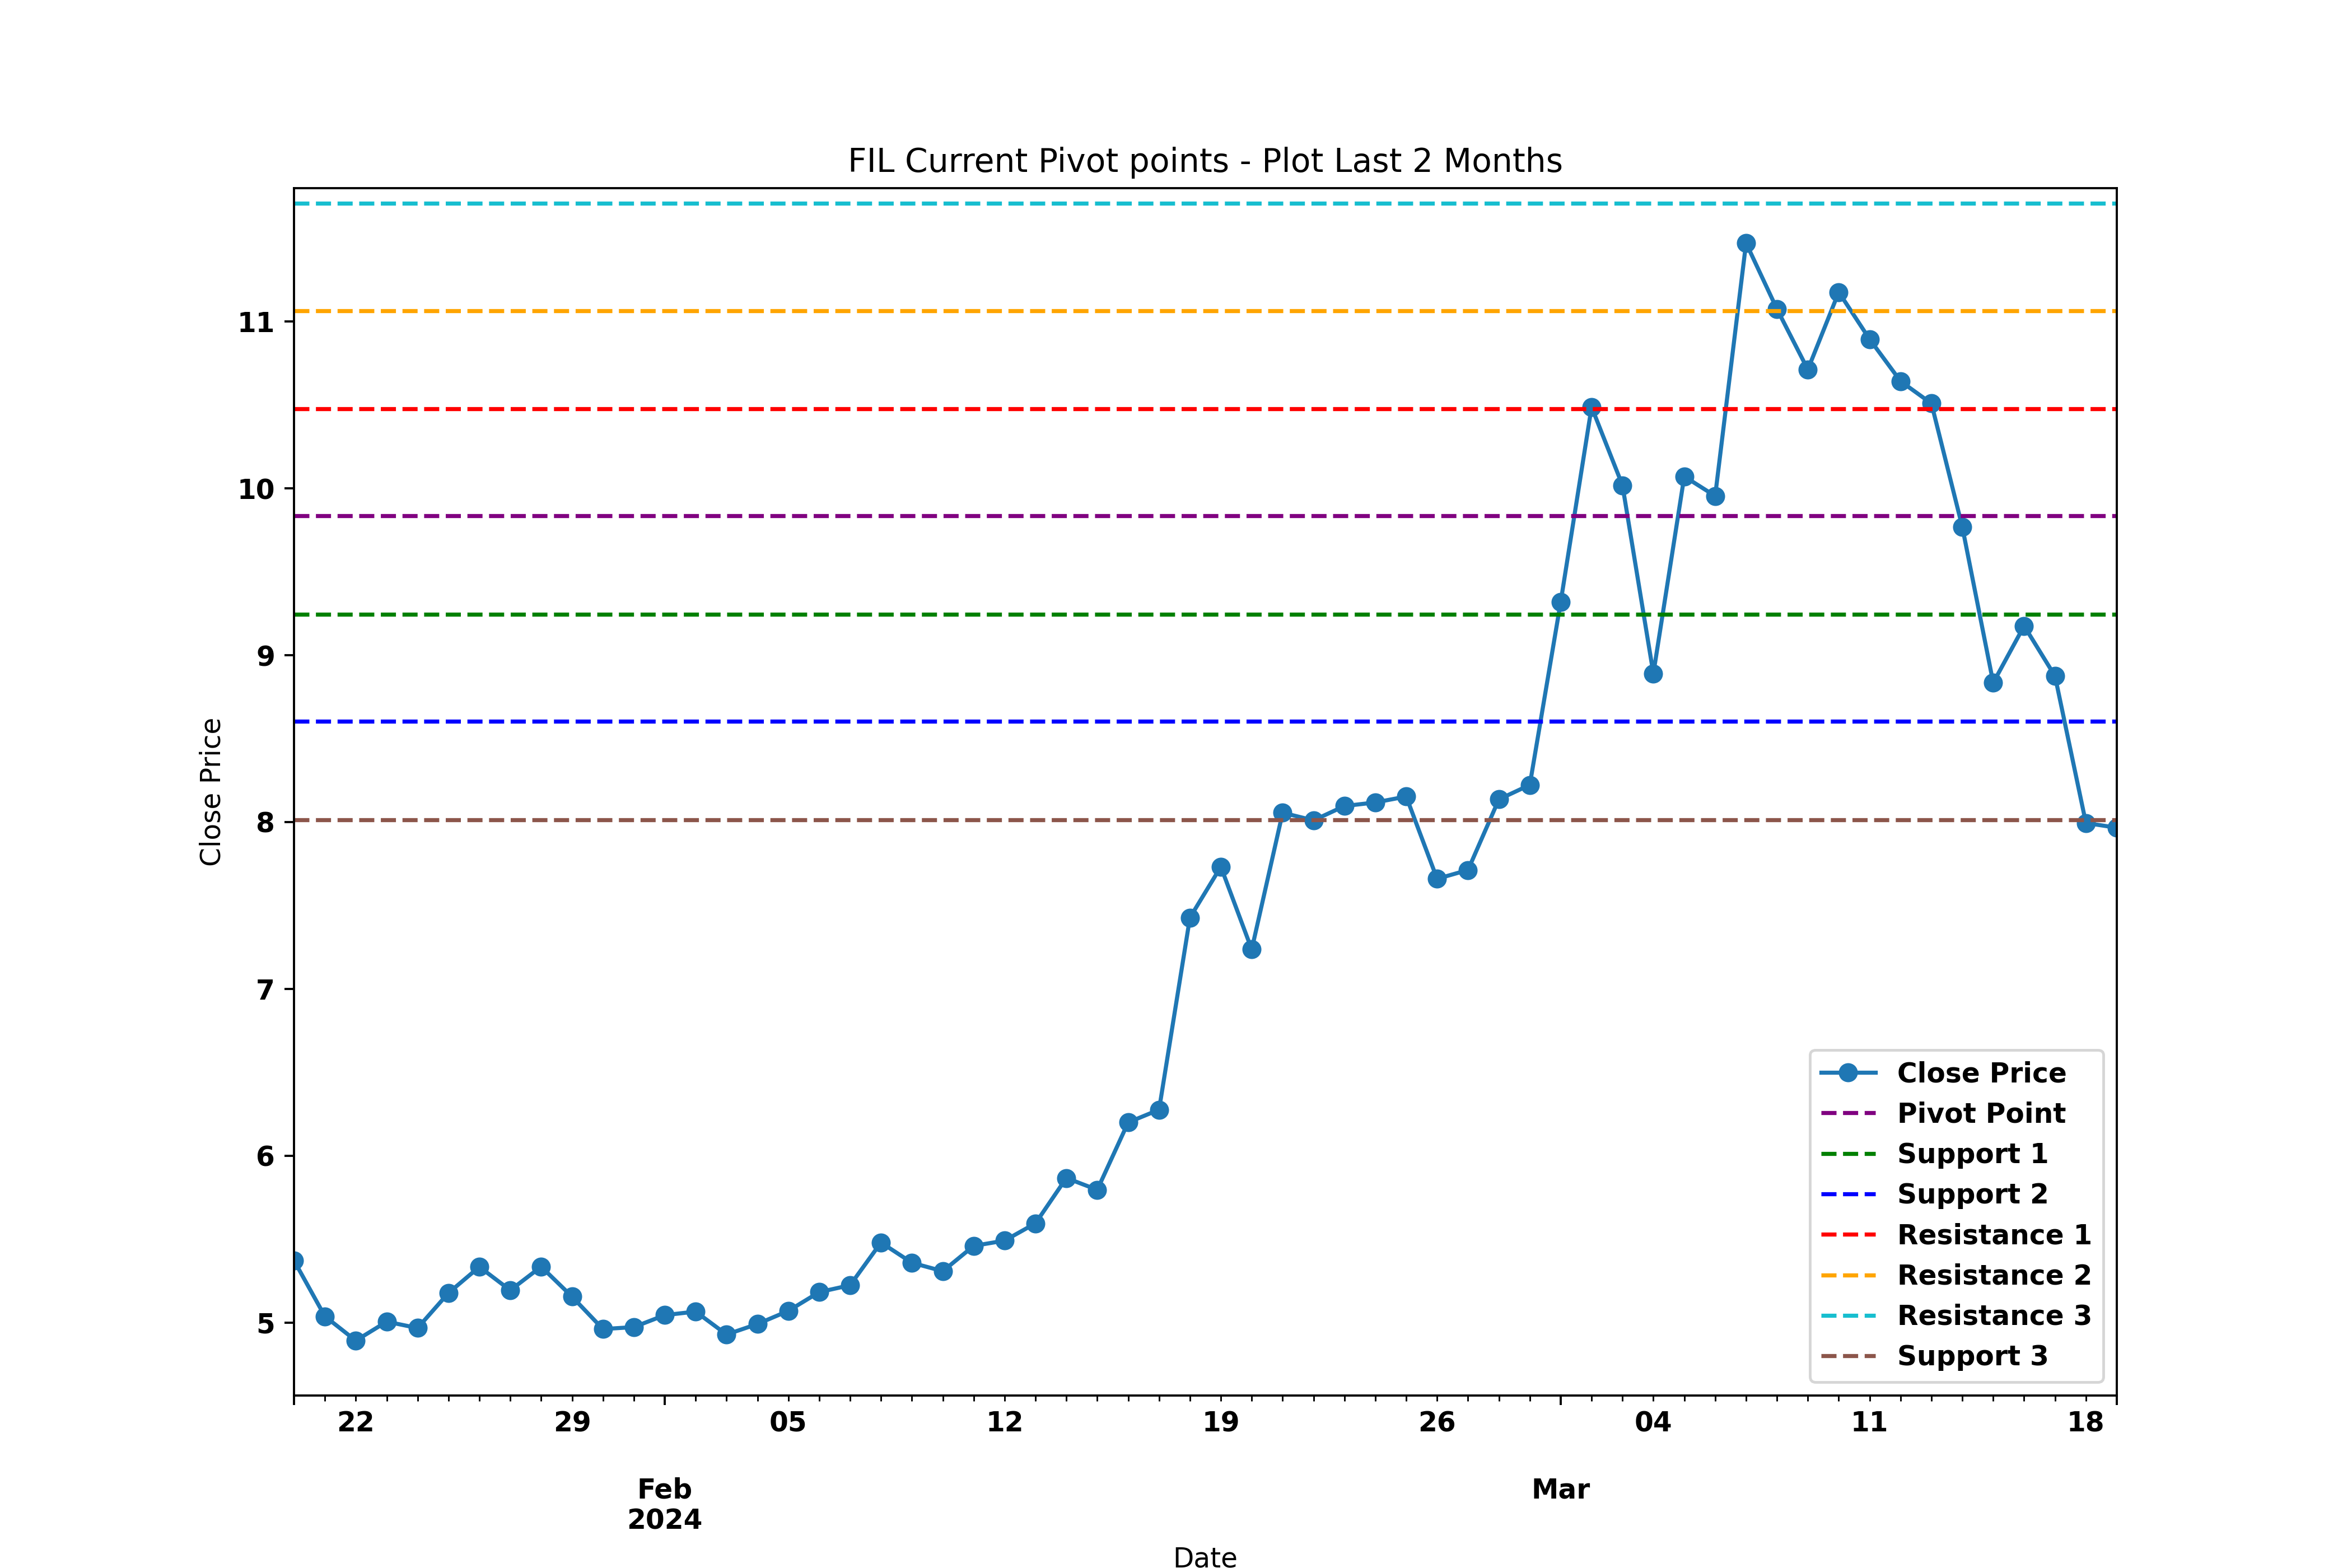 FIL Current Pivot points - Plot Last 2 Months
Close Price
11
10
9
8
7
6
5
Close Price
Pivot Point
Support 1
Support 2
Resistance 1
Resistance 2
Resistance 3
Support 3
22 29 05 12 19 26 04 11 18
Feb Mar
2024
Date